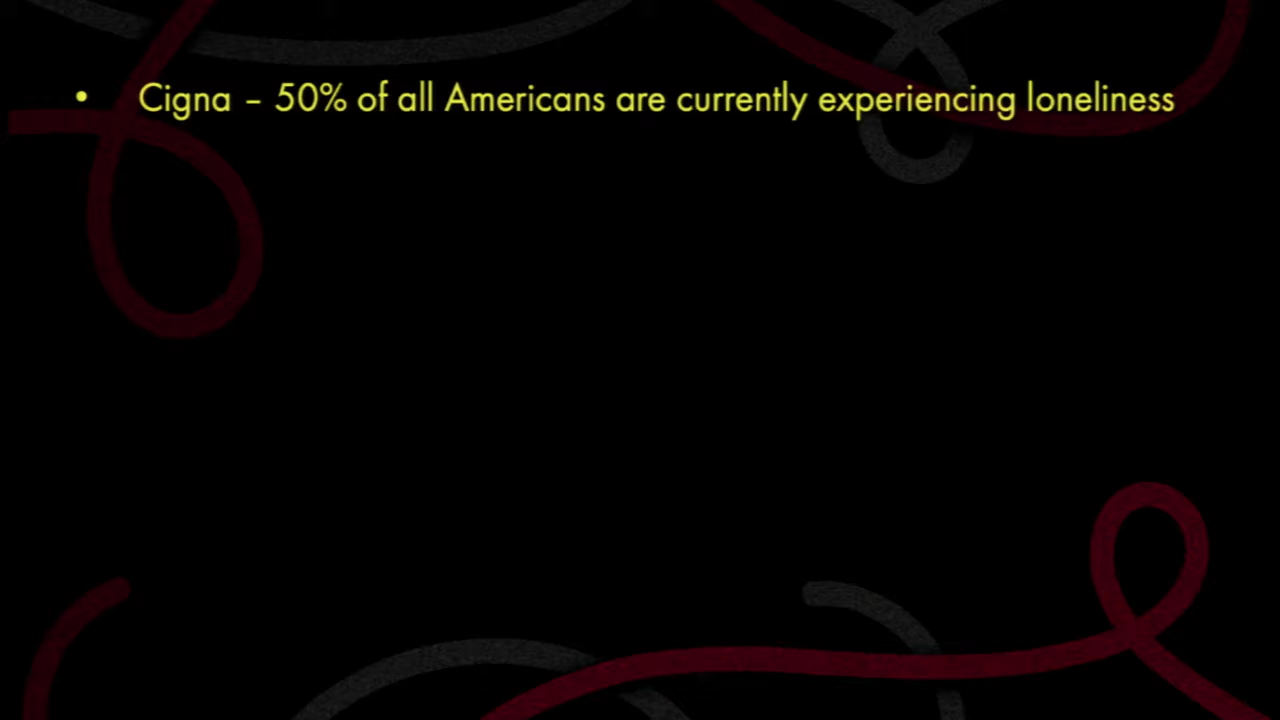 • Cigna – 50% of all Americans are currently experiencing loneliness